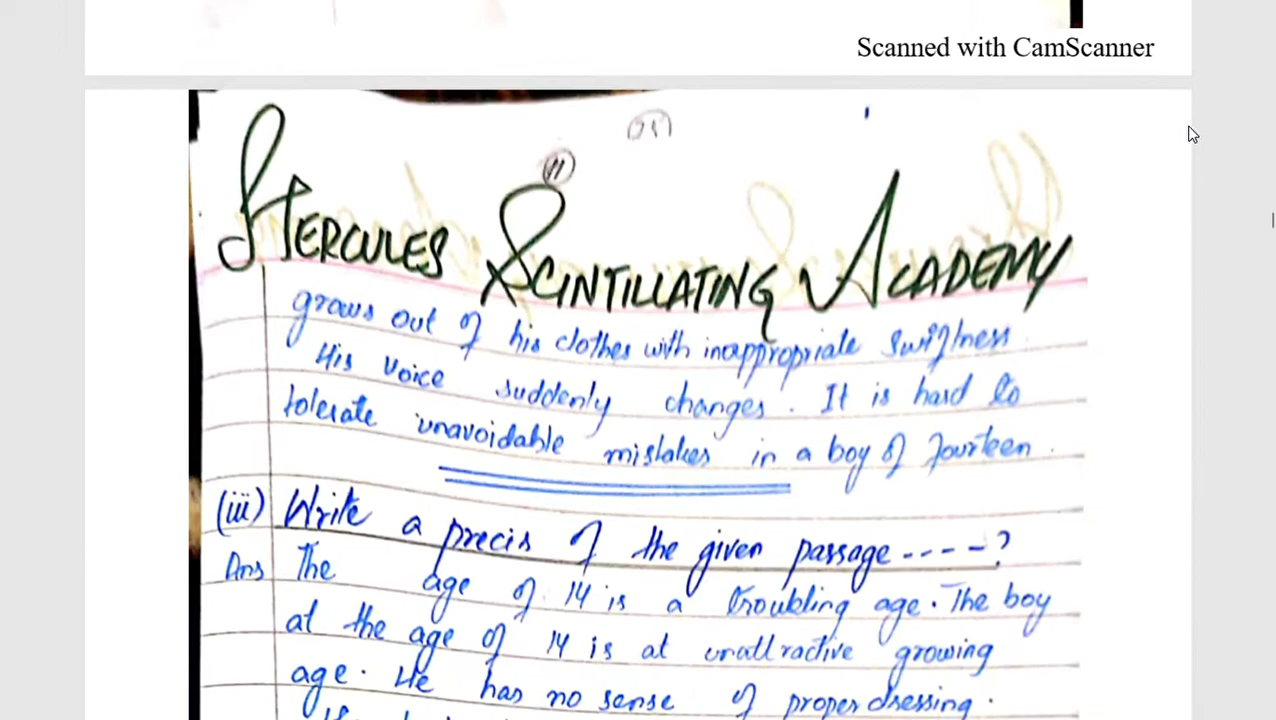 Scanned with CamScanner
11
HERCULES SCINTILLATING ACADEMY
grows out of his clothes with inappropriate swiftness
His voice suddenly changes. It is hard to
tolerate unavoidable mistakes in a boy of fourteen.
(iii) Write a precis of the given passage ----?
Ans The age of 14 is a troubling age. The boy
at the age of 14 is at unattractive growing
age. He has no sense of proper dressing.